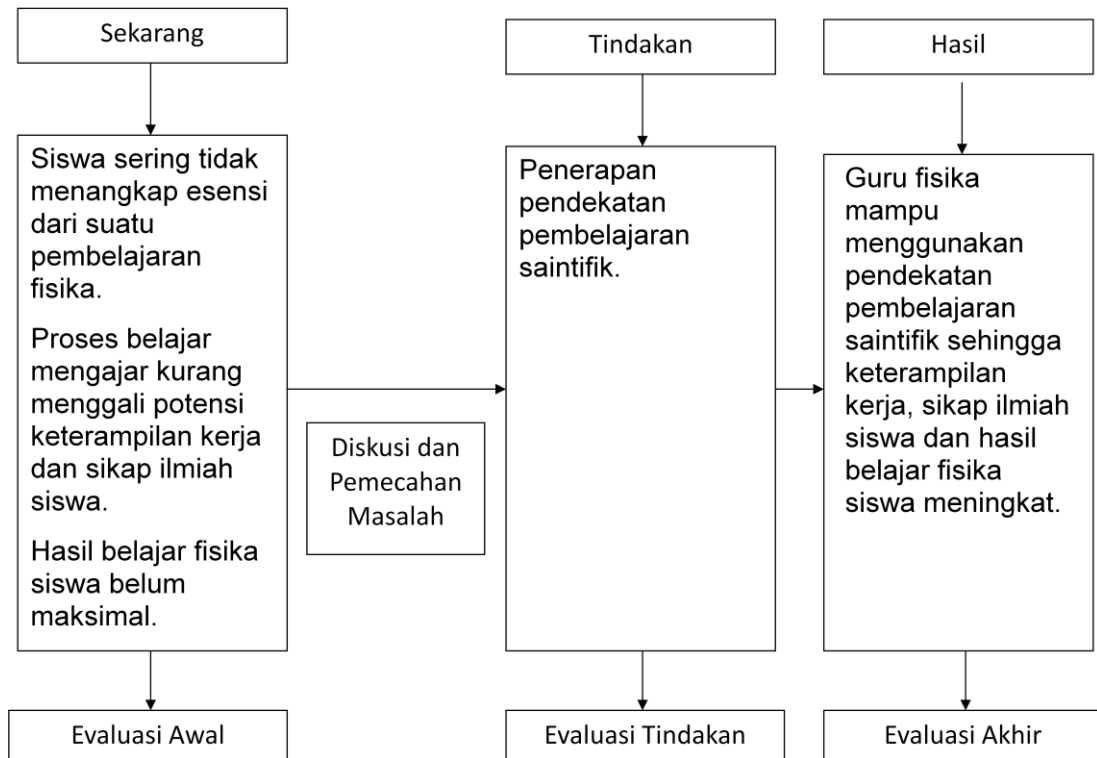 Sekarang
Siswa sering tidak
menangkap esensi
dari suatu
pembelajaran
fisika.
Proses belajar
mengajar kurang
menggali potensi
keterampilan kerja
dan sikap ilmiah
siswa.
Hasil belajar fisika
siswa belum
maksimal.
Evaluasi Awal
Diskusi dan
Pemecahan
Masalah
Tindakan
Penerapan
pendekatan
pembelajaran
saintifik.
Evaluasi Tindakan
Hasil
Guru fisika
mampu
menggunakan
pendekatan
pembelajaran
saintifik sehingga
keterampilan
kerja, sikap ilmiah
siswa dan hasil
belajar fisika
siswa meningkat.
Evaluasi Akhir